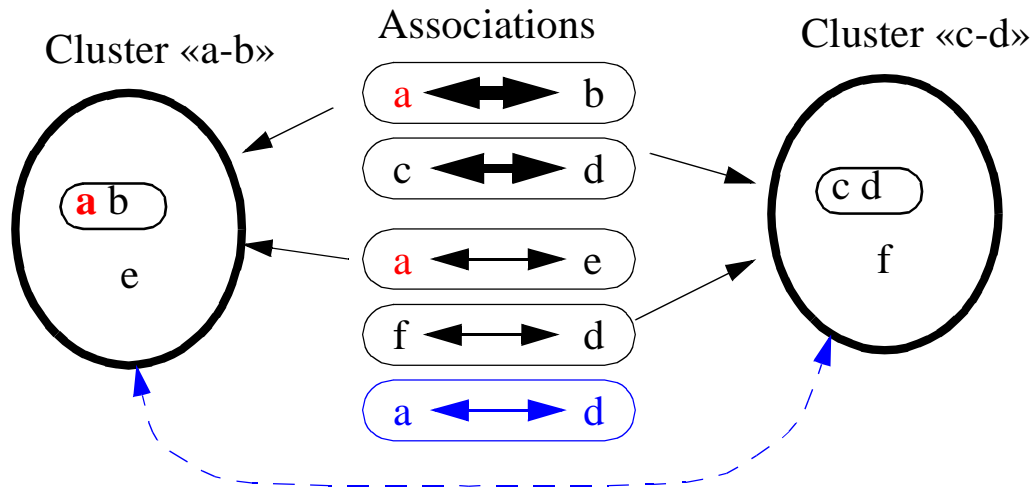 Associations
Cluster «a-b»
Cluster «c-d»
a b
c d
a b
e
c d
f
a e
f d
a d